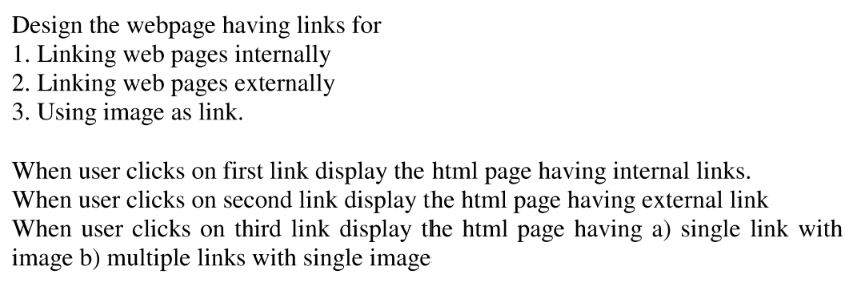 Design the webpage having links for
1. Linking web pages internally
2. Linking web pages externally
3. Using image as link.
When user clicks on first link display the html page having internal links.
When user clicks on second link display the html page having external link
When user clicks on third link display the html page having a) single link with
image b) multiple links with single image